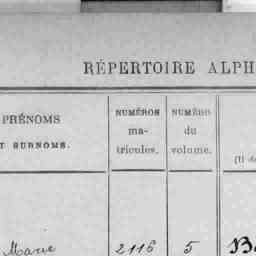 RÉPERTOIRE ALPH
PRÉNOMS
T SURNOMS.
NUMÉROS
ma-
tricules.
NUMÉRO
du
volume.
Marie
2116
5